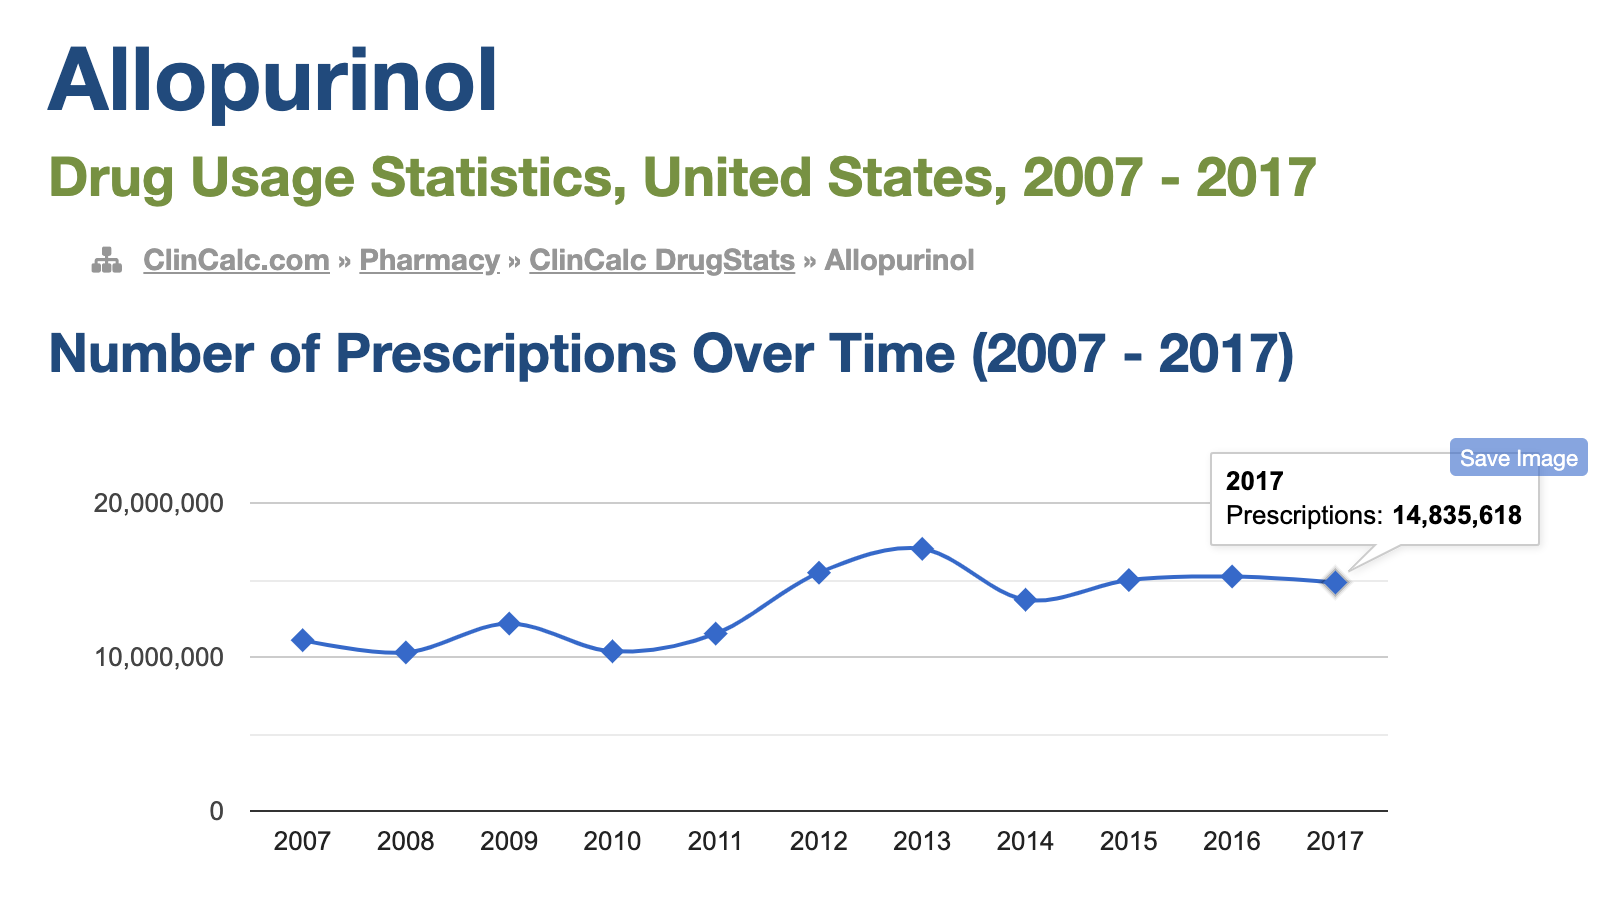 Allopurinol
Drug Usage Statistics, United States, 2007 - 2017
ClinCalc.com » Pharmacy » ClinCalc DrugStats » Allopurinol
Number of Prescriptions Over Time (2007 - 2017)
Save Image
2017
Prescriptions: 14,835,618
20,000,000
10,000,000
0
2007 2008 2009 2010 2011 2012 2013 2014 2015 2016 2017